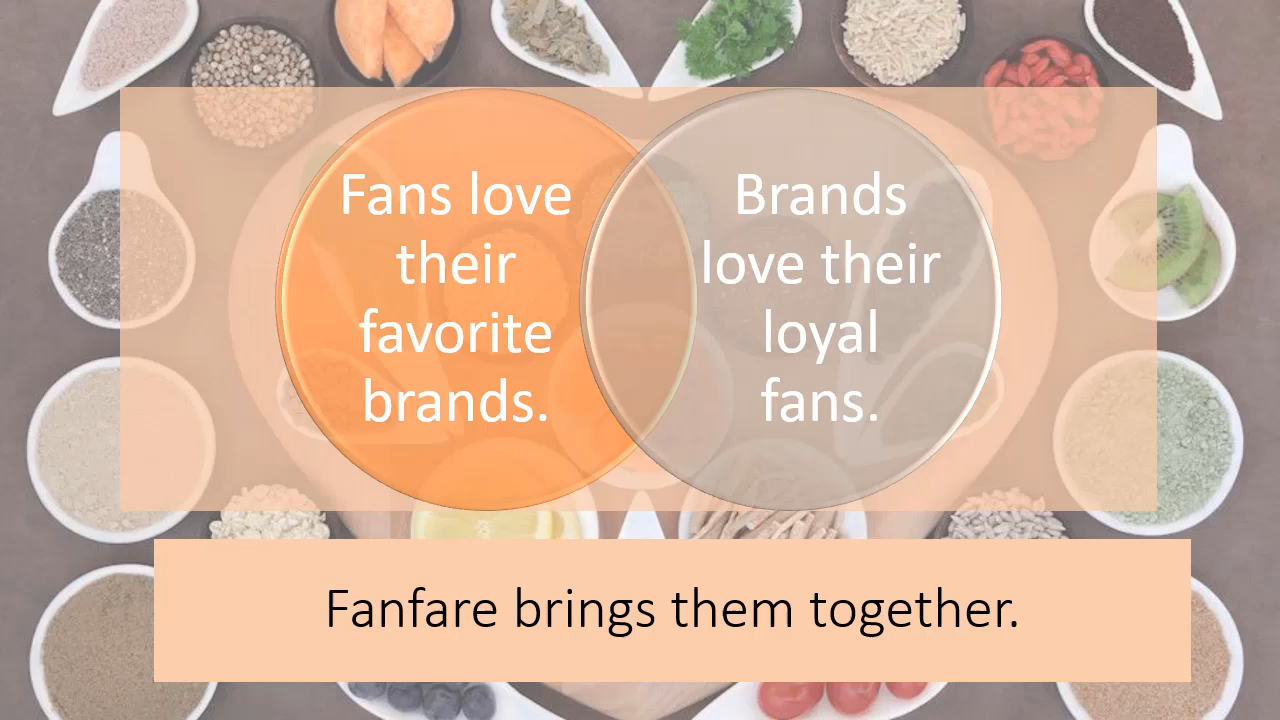 Fans love
their
favorite
brands.
Brands
love their
loyal
fans.
Fanfare brings them together.